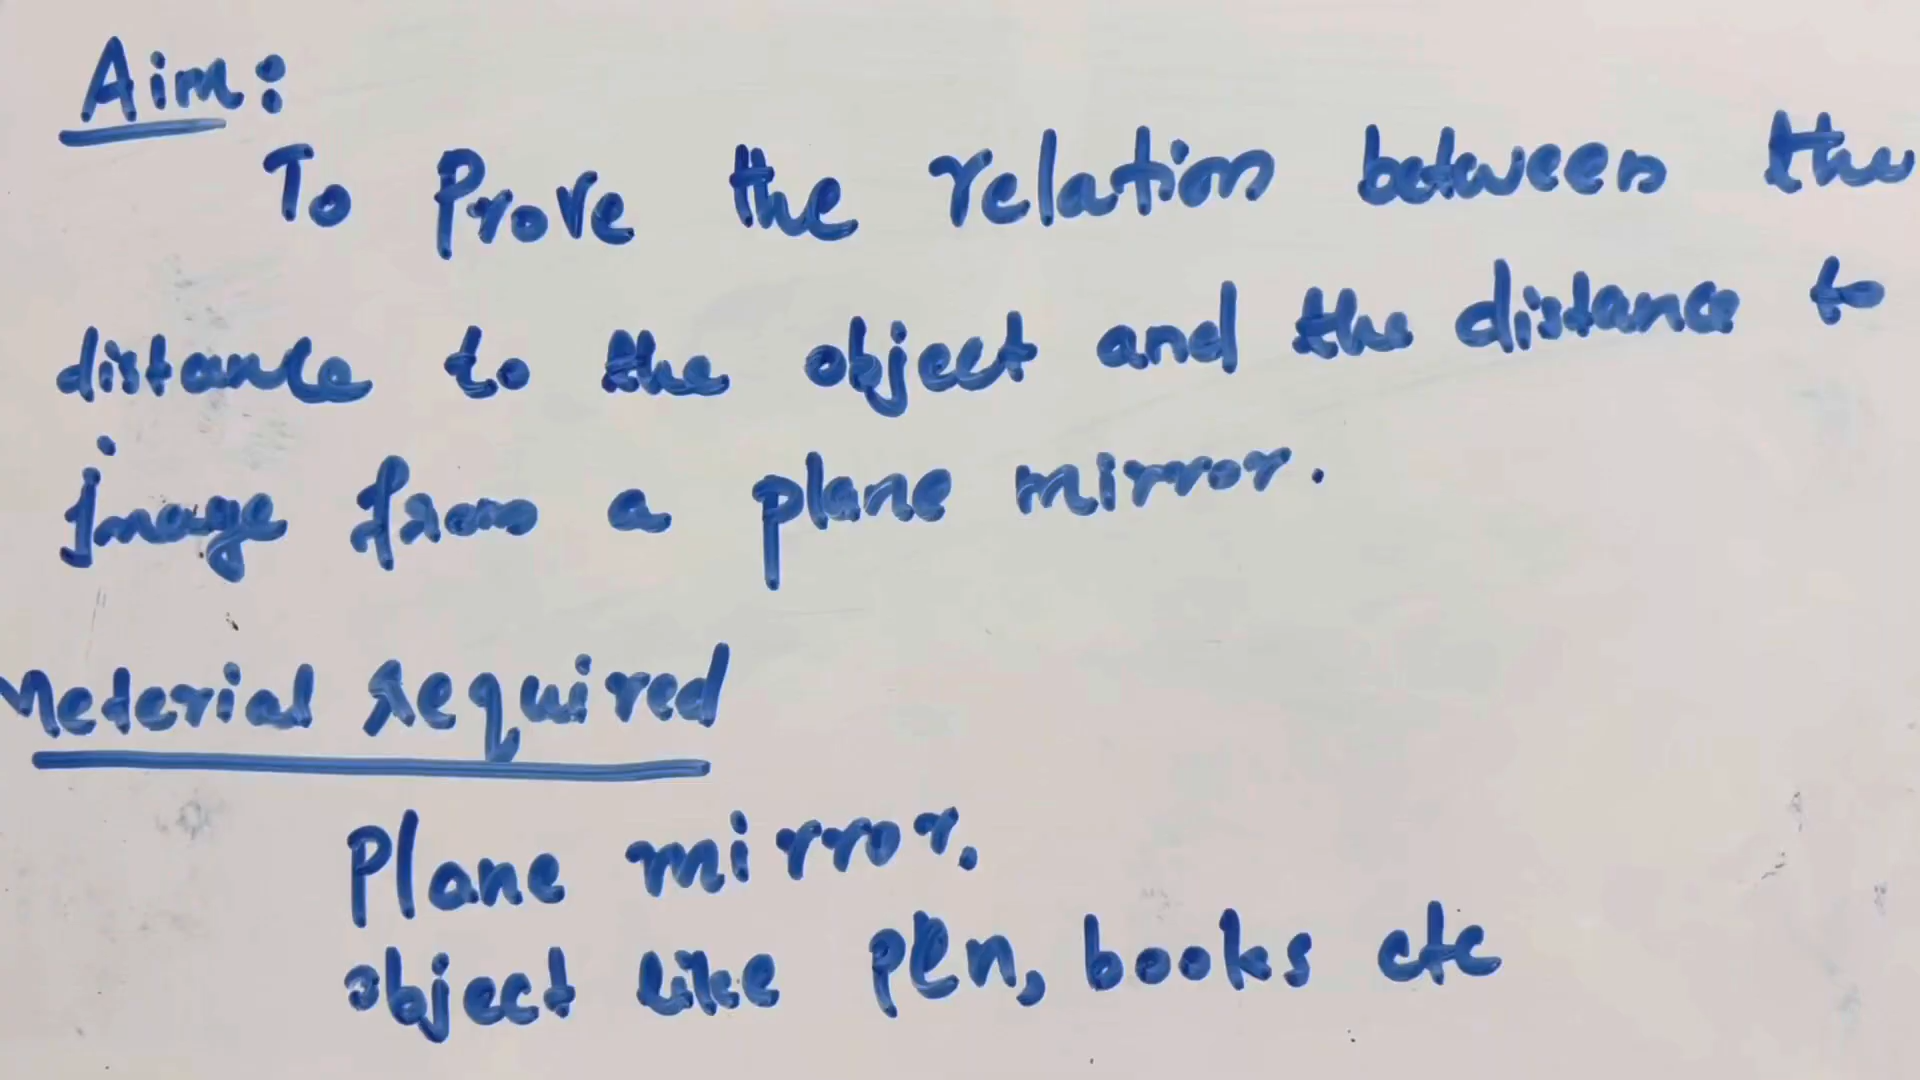 Aim:
To Prove the relation between the
distance to the object and the distance to
image from a plane mirror.
Meterial required
Plane mirror.
object like pen, books etc